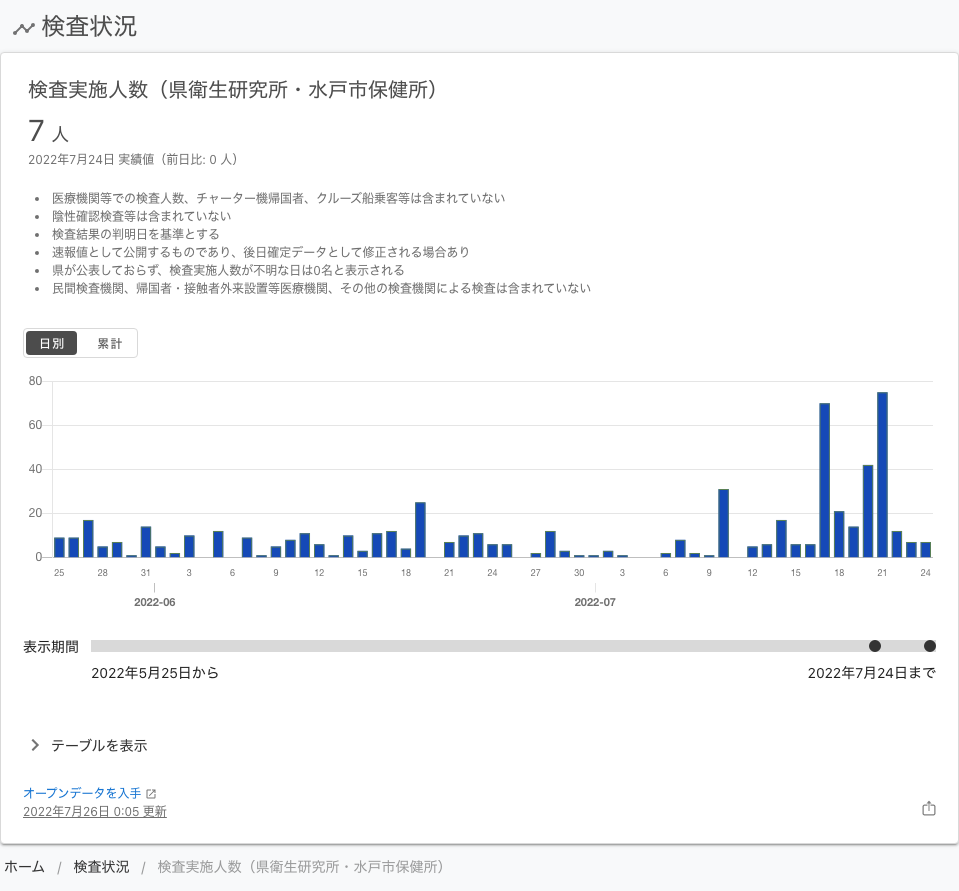 検査状況
検査実施人数（県衛生研究所・水戸市保健所）
7 人
2022年7月24日 実績値（前日比: 0 人）
医療機関等での検査人数、チャーター機帰国者、クルーズ船乗客等は含まれていない
陰性確認検査等は含まれていない
検査結果の判明日を基準とする
速報値として公開するものであり、後日確定データとして修正される場合あり
県が公表しておらず、検査実施人数が不明な日は0名と表示される
民間検査機関、帰国者・接触者外来設置等医療機関、その他の検査機関による検査は含まれていない
日別 累計
80
60
40
20
0
25 28 31 3 6 9 12 15 18 21 24 27 30 3 6 9 12 15 18 21 24
2022-06 2022-07
表示期間
2022年5月25日から 2022年7月24日まで
テーブルを表示
オープンデータを入手
2022年7月26日 0:05 更新
ホーム / 検査状況 / 検査実施人数（県衛生研究所・水戸市保健所）